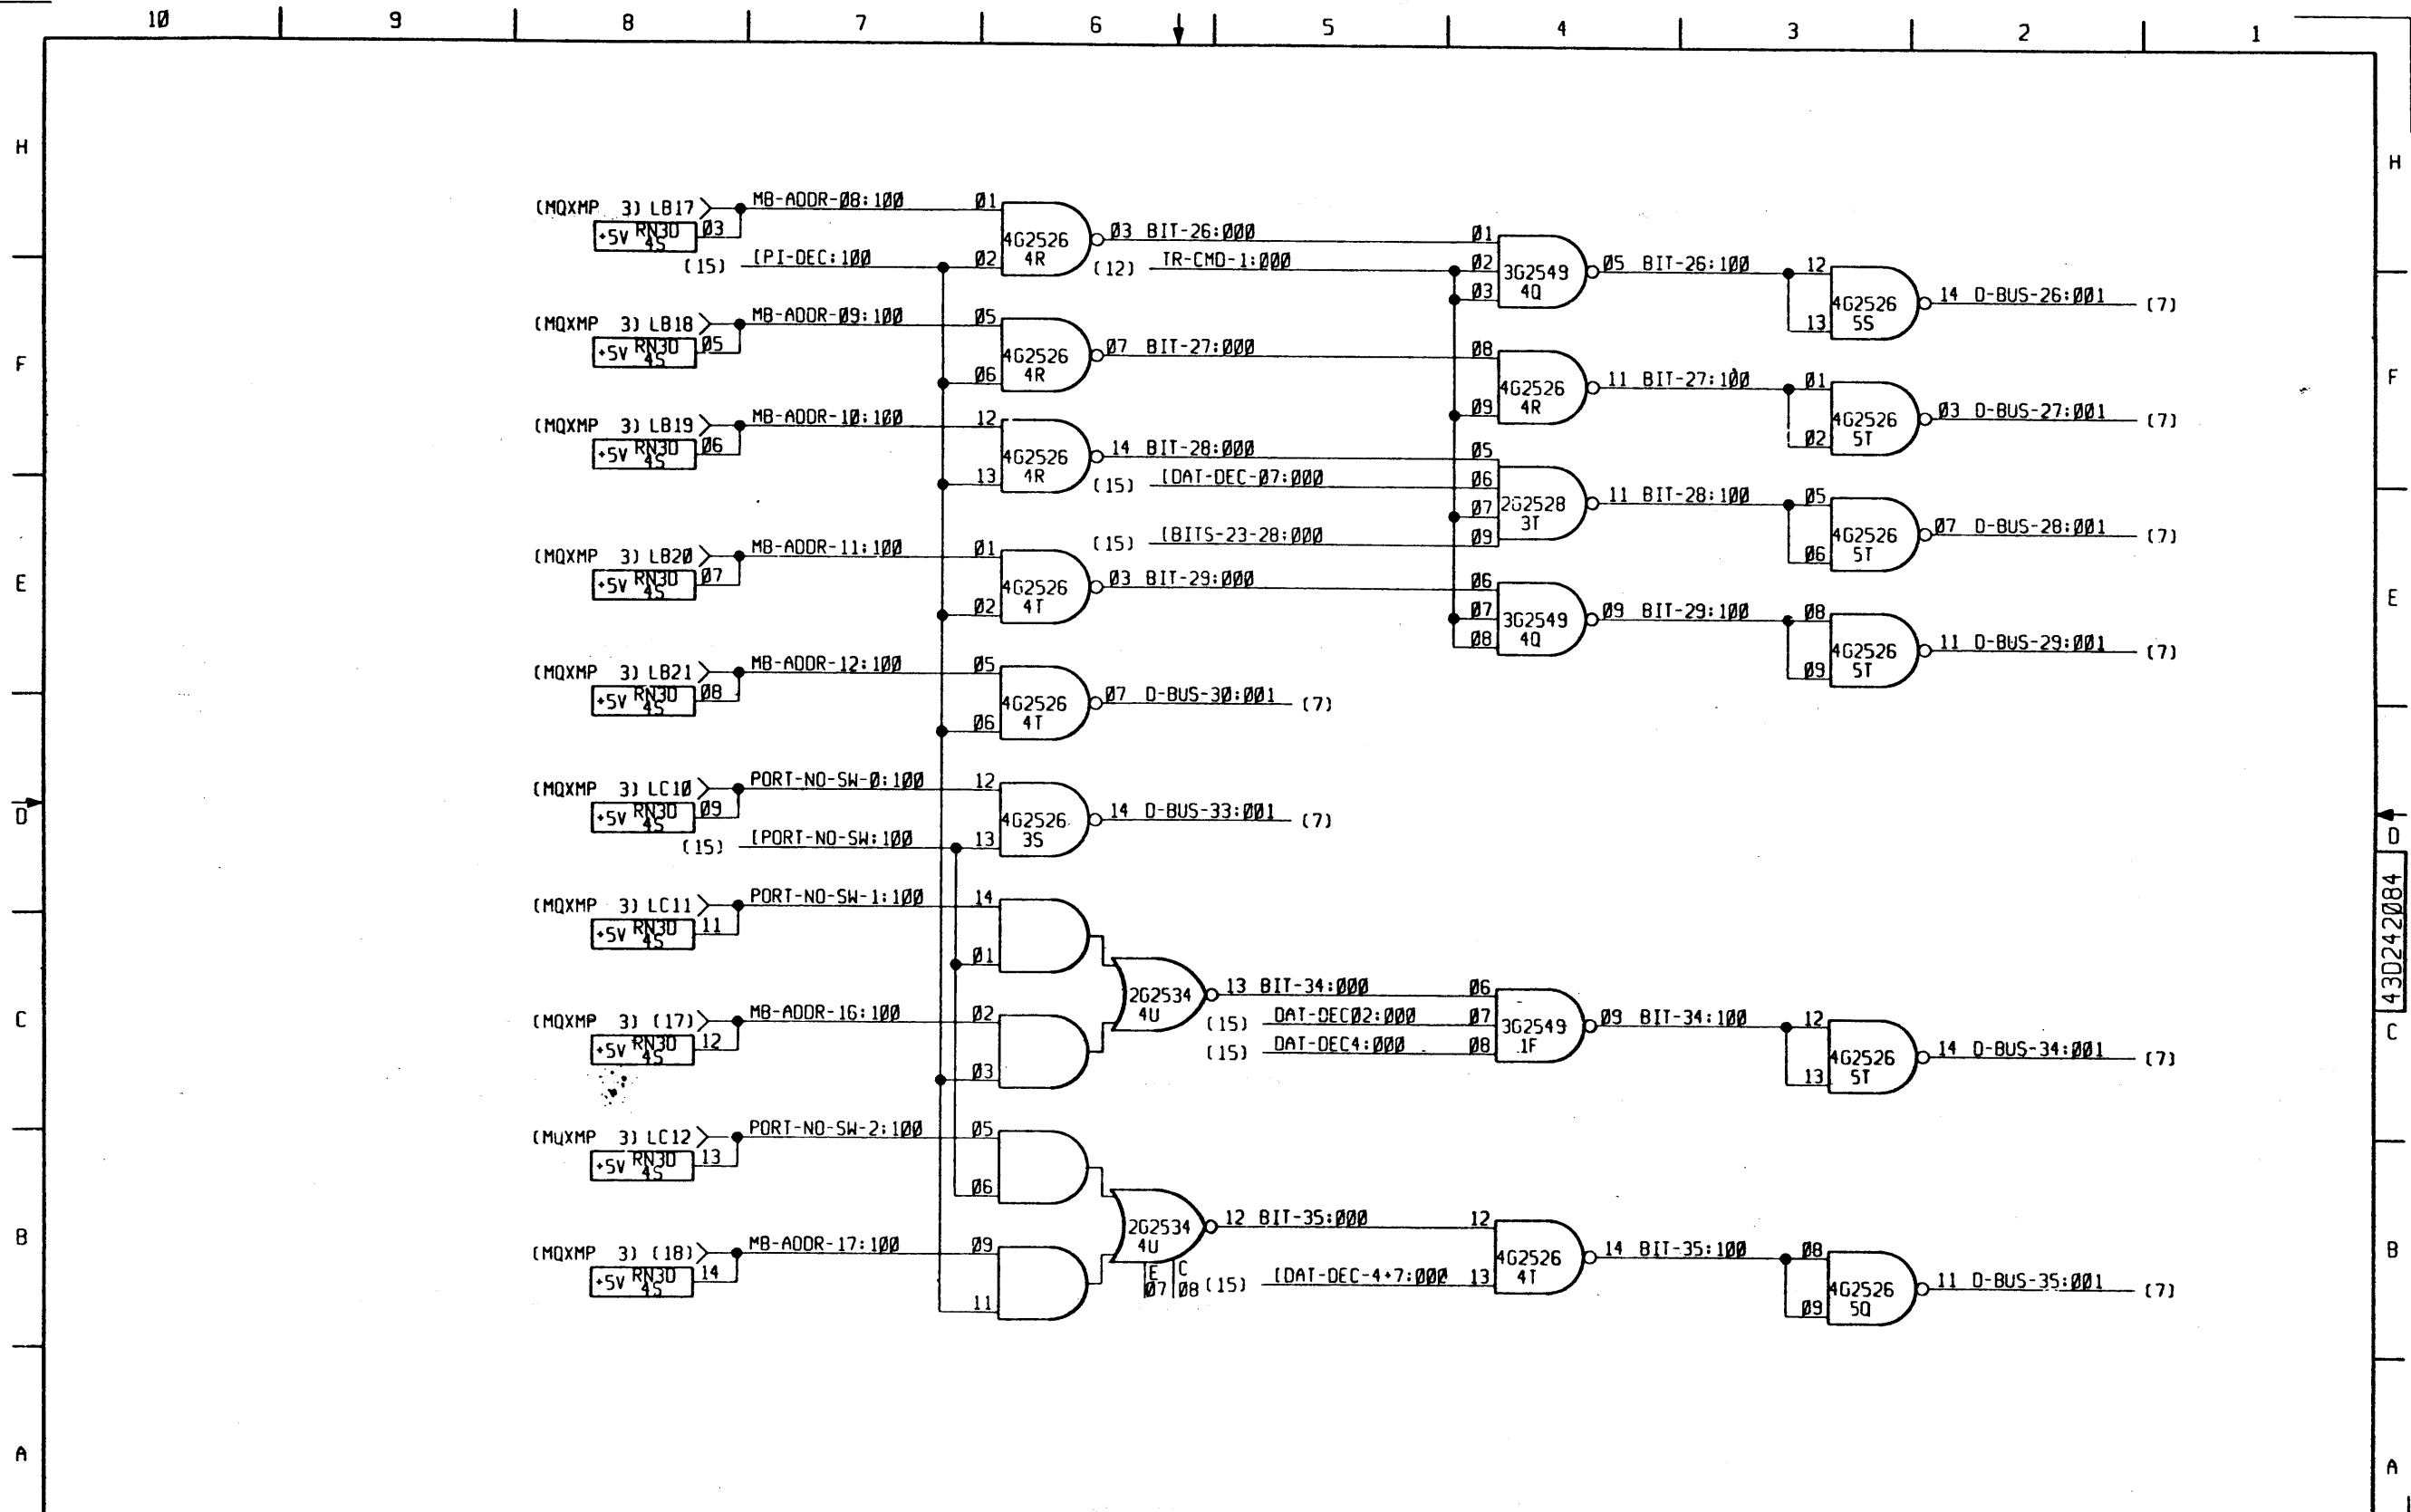 10 9 8 7 6 5 4 3 2 1
H H
(MQXMP 3) LB17 MB-ADDR-08:100 01
+5V RN3D 4S 03
(15) [PI-DEC:100 02
4G2526 4R
03 BIT-26:000 01
(12) TR-CMD-1:000 02
03
3G2549 4Q
05 BIT-26:100 12
13
4G2526 5S
14 D-BUS-26:001 (7)
F F
(MQXMP 3) LB18 MB-ADDR-09:100 05
+5V RN3D 4S 05
06
4G2526 4R
07 BIT-27:000 08
09
4G2526 4R
11 BIT-27:100 01
02
4G2526 5T
03 D-BUS-27:001 (7)
(MQXMP 3) LB19 MB-ADDR-10:100 12
+5V RN3D 4S 06
13
4G2526 4R
14 BIT-28:000 05
(15) [DAT-DEC-07:000 06
07
(15) [BITS-23-28:000 09
2G2528 3T
11 BIT-28:100 05
06
4G2526 5T
07 D-BUS-28:001 (7)
E E
(MQXMP 3) LB20 MB-ADDR-11:100 01
+5V RN3D 4S 07
02
4G2526 4T
03 BIT-29:000 06
07
08
3G2549 4Q
09 BIT-29:100 08
09
4G2526 5T
11 D-BUS-29:001 (7)
(MQXMP 3) LB21 MB-ADDR-12:100 05
+5V RN3D 4S 08
06
4G2526 4T
07 D-BUS-30:001 (7)
D D
(MQXMP 3) LC10 PORT-NO-SW-0:100 12
+5V RN3D 4S 09
(15) [PORT-NO-SW:100 13
4G2526 3S
14 D-BUS-33:001 (7)
43D242084
(MQXMP 3) LC11 PORT-NO-SW-1:100 14
+5V RN3D 4S 11
01
C C
(MQXMP 3) (17) MB-ADDR-16:100 02
+5V RN3D 4S 12
03
2G2534 4U
13 BIT-34:000 06
(15) DAT-DEC02:000 07
(15) DAT-DEC4:000 08
3G2549 1F
09 BIT-34:100 12
13
4G2526 5T
14 D-BUS-34:001 (7)
(MQXMP 3) LC12 PORT-NO-SW-2:100 05
+5V RN3D 4S 13
06
B B
(MQXMP 3) (18) MB-ADDR-17:100 09
+5V RN3D 4S 14
11
2G2534 4U
E 07 C 08
12 BIT-35:000 12
(15) [DAT-DEC-4+7:000 13
4G2526 4T
14 BIT-35:100 08
09
4G2526 5Q
11 D-BUS-35:001 (7)
A A